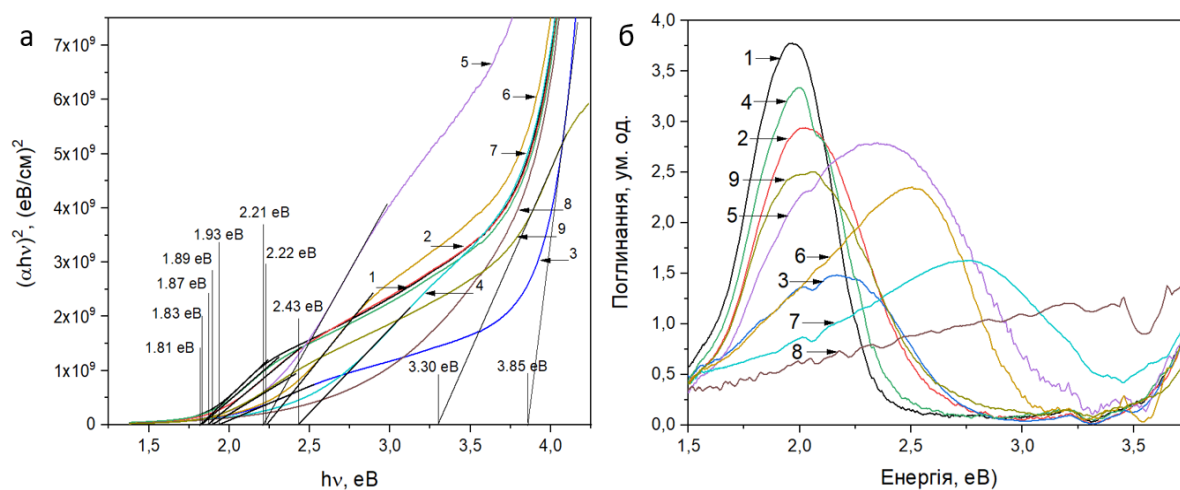 а
(αhν)², (eB/см)²
7x10⁹
6x10⁹
5x10⁹
4x10⁹
3x10⁹
2x10⁹
1x10⁹
0
1,5
2,0
2,5
3,0
3,5
4,0
hν, eB
1.81 eB
1.83 eB
1.87 eB
1.89 eB
1.93 eB
2.21 eB
2.22 eB
2.43 eB
3.30 eB
3.85 eB
5
6
7
2
8
9
3
1
4
б
Поглинання, ум. од.
4,0
3,5
3,0
2,5
2,0
1,5
1,0
0,5
0,0
1,5
2,0
2,5
3,0
3,5
Енергія, eB)
1
4
2
9
5
6
3
7
8